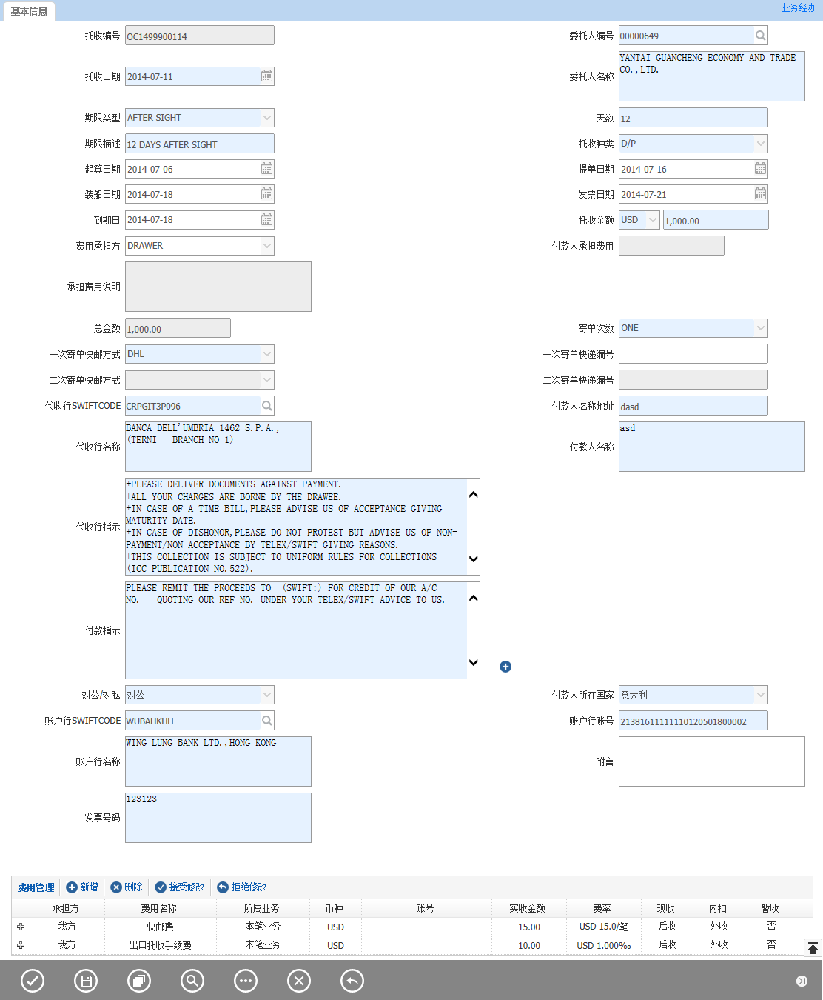 基本信息 业务经办
托收编号 OC1499900114 委托人编号 00000649
托收日期 2014-07-11 委托人名称 YANTAI GUANCHENG ECONOMY AND TRADE
CO.,LTD.
期限类型 AFTER SIGHT 天数 12
期限描述 12 DAYS AFTER SIGHT 托收种类 D/P
起算日期 2014-07-06 提单日期 2014-07-16
装船日期 2014-07-18 发票日期 2014-07-21
到期日 2014-07-18 托收金额 USD 1,000.00
费用承担方 DRAWER 付款人承担费用
承担费用说明
总金额 1,000.00 寄单次数 ONE
一次寄单快邮方式 DHL 一次寄单快递编号
二次寄单快邮方式 二次寄单快递编号
代收行SWIFTCODE CRPGIT3P096 付款人名称地址 dasd
代收行名称 BANCA DELL'UMBRIA 1462 S.P.A.,
(TERNI - BRANCH NO 1)
付款人名称 asd
代收行指示 +PLEASE DELIVER DOCUMENTS AGAINST PAYMENT.
+ALL YOUR CHARGES ARE BORNE BY THE DRAWEE.
+IN CASE OF A TIME BILL,PLEASE ADVISE US OF ACCEPTANCE GIVING
MATURITY DATE.
+IN CASE OF DISHONOR,PLEASE DO NOT PROTEST BUT ADVISE US OF NON-
PAYMENT/NON-ACCEPTANCE BY TELEX/SWIFT GIVING REASONS.
+THIS COLLECTION IS SUBJECT TO UNIFORM RULES FOR COLLECTIONS
(ICC PUBLICATION NO.522).
付款指示 PLEASE REMIT THE PROCEEDS TO (SWIFT:) FOR CREDIT OF OUR A/C
NO. QUOTING OUR REF NO. UNDER YOUR TELEX/SWIFT ADVICE TO US.
对公/对私 对公 付款人所在国家 意大利
账户行SWIFTCODE WUBAHKHH 账户行账号 21381611111110120501800002
账户行名称 WING LUNG BANK LTD.,HONG KONG 附言
发票号码 123123
费用管理 新增 删除 接受修改 拒绝修改
承担方 费用名称 所属业务 币种 账号 实收金额 费率 现收 内扣 暂收
我方 快邮费 本笔业务 USD 15.00 USD 15.0/笔 后收 外收 否
我方 出口托收手续费 本笔业务 USD 10.00 USD 1.000‰ 后收 外收 否